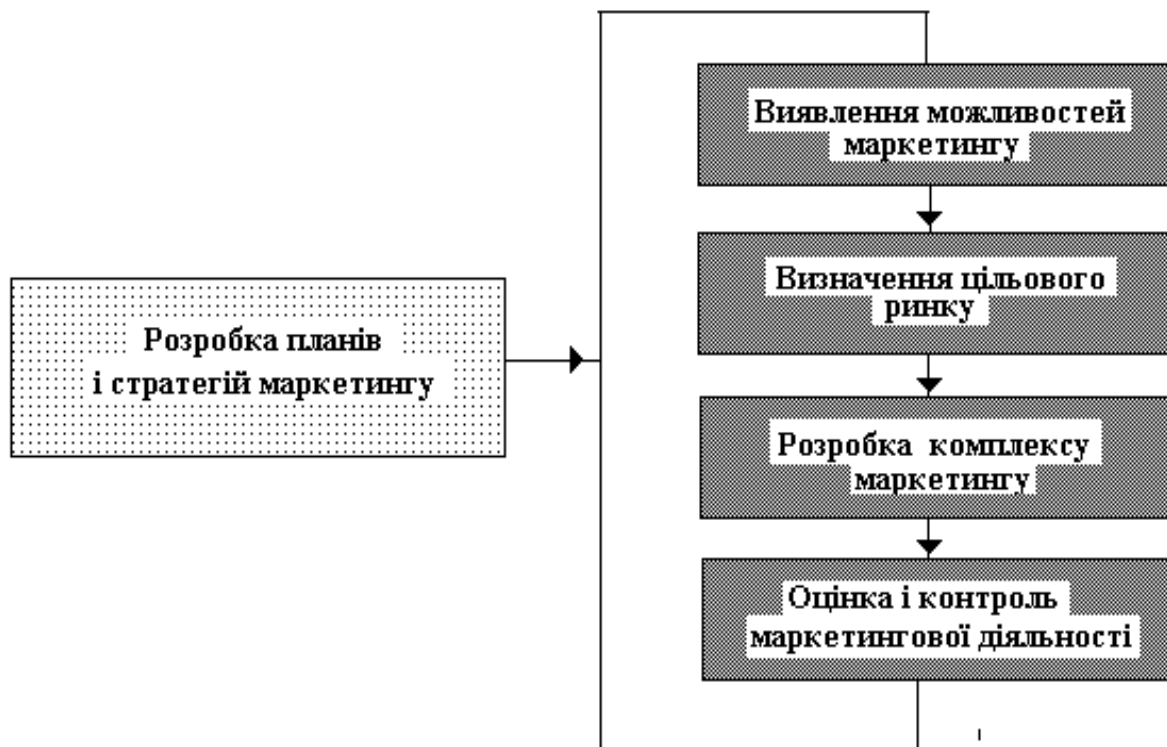 Виявлення можливостей
маркетингу
Визначення цільового
ринку
Розробка планів
і стратегій маркетингу
Розробка комплексу
маркетингу
Оцінка і контроль
маркетингової діяльності